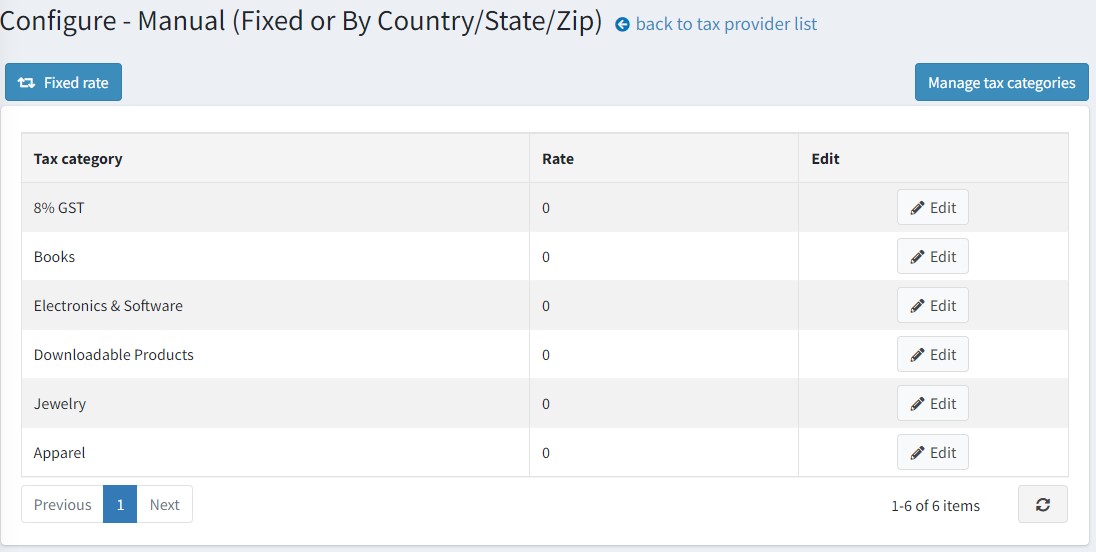 Configure - Manual (Fixed or By Country/State/Zip) back to tax provider list
Fixed rate Manage tax categories
Tax category Rate Edit
8% GST 0 Edit
Books 0 Edit
Electronics & Software 0 Edit
Downloadable Products 0 Edit
Jewelry 0 Edit
Apparel 0 Edit
Previous 1 Next 1-6 of 6 items